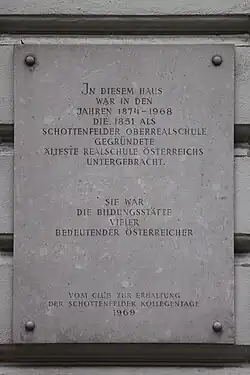 IN DIESEM HAUS
WAR IN DEN
JAHREN 1874-1968
DIE 1851 ALS
SCHOTTENFELDER OBERREALSCHULE
GEGRÜNDETE
ÄLTESTE REALSCHULE ÖSTERREICHS
UNTERGEBRACHT.
SIE WAR
DIE BILDUNGSSTÄTTE
VIELER
BEDEUTENDER ÖSTERREICHER
VOM CLUB ZUR ERHALTUNG
DER SCHOTTENFELDER KOLLEGENTAGE
1969